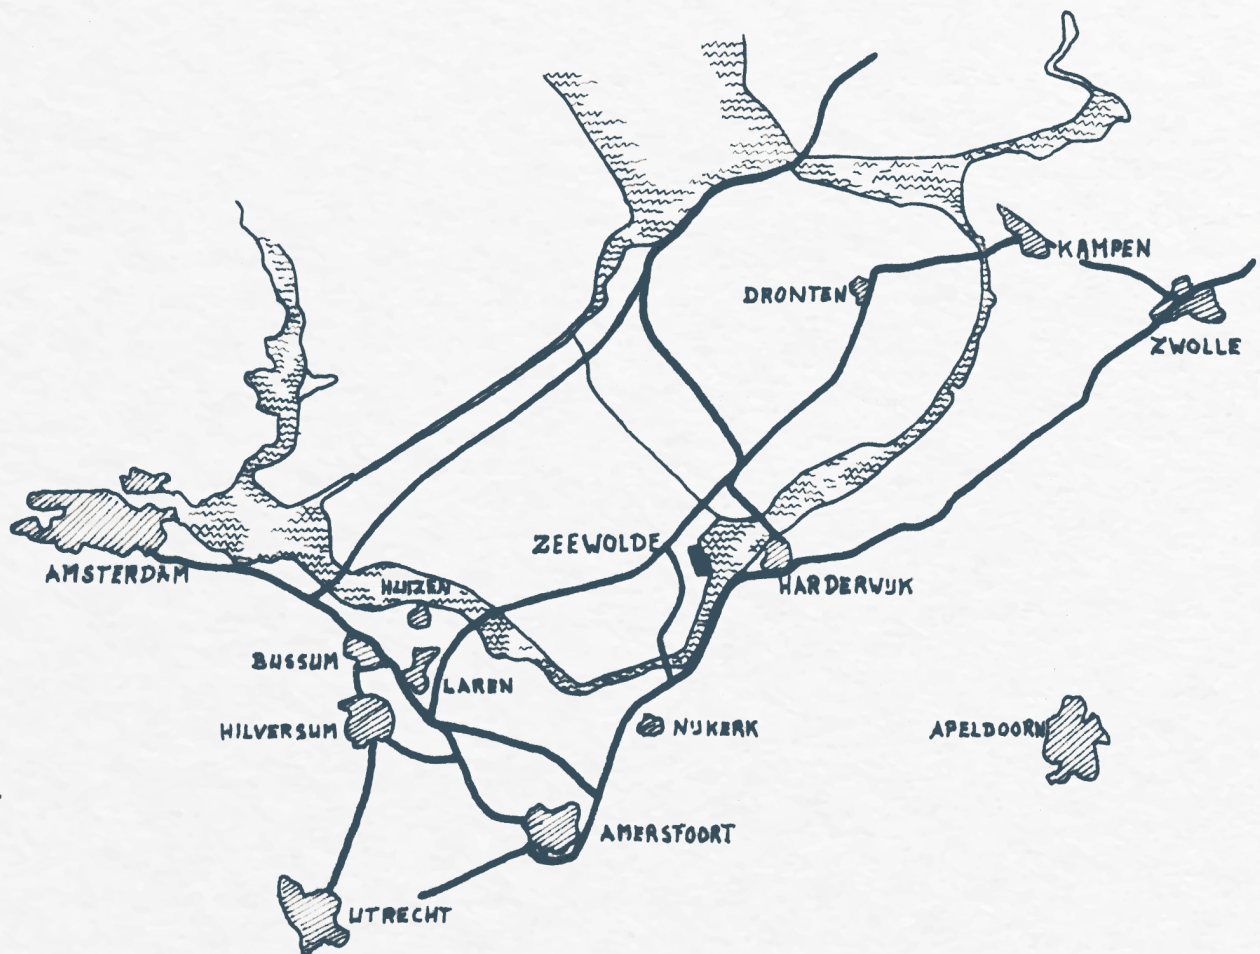 KAMPEN
DRONTEN
ZWOLLE
ZEEWOLDE
AMSTERDAM
HUIZEN
HARDERWIJK
BUSSUM
LAREN
HILVERSUM
NIJKERK
APELDOORN
AMERSFOORT
UTRECHT